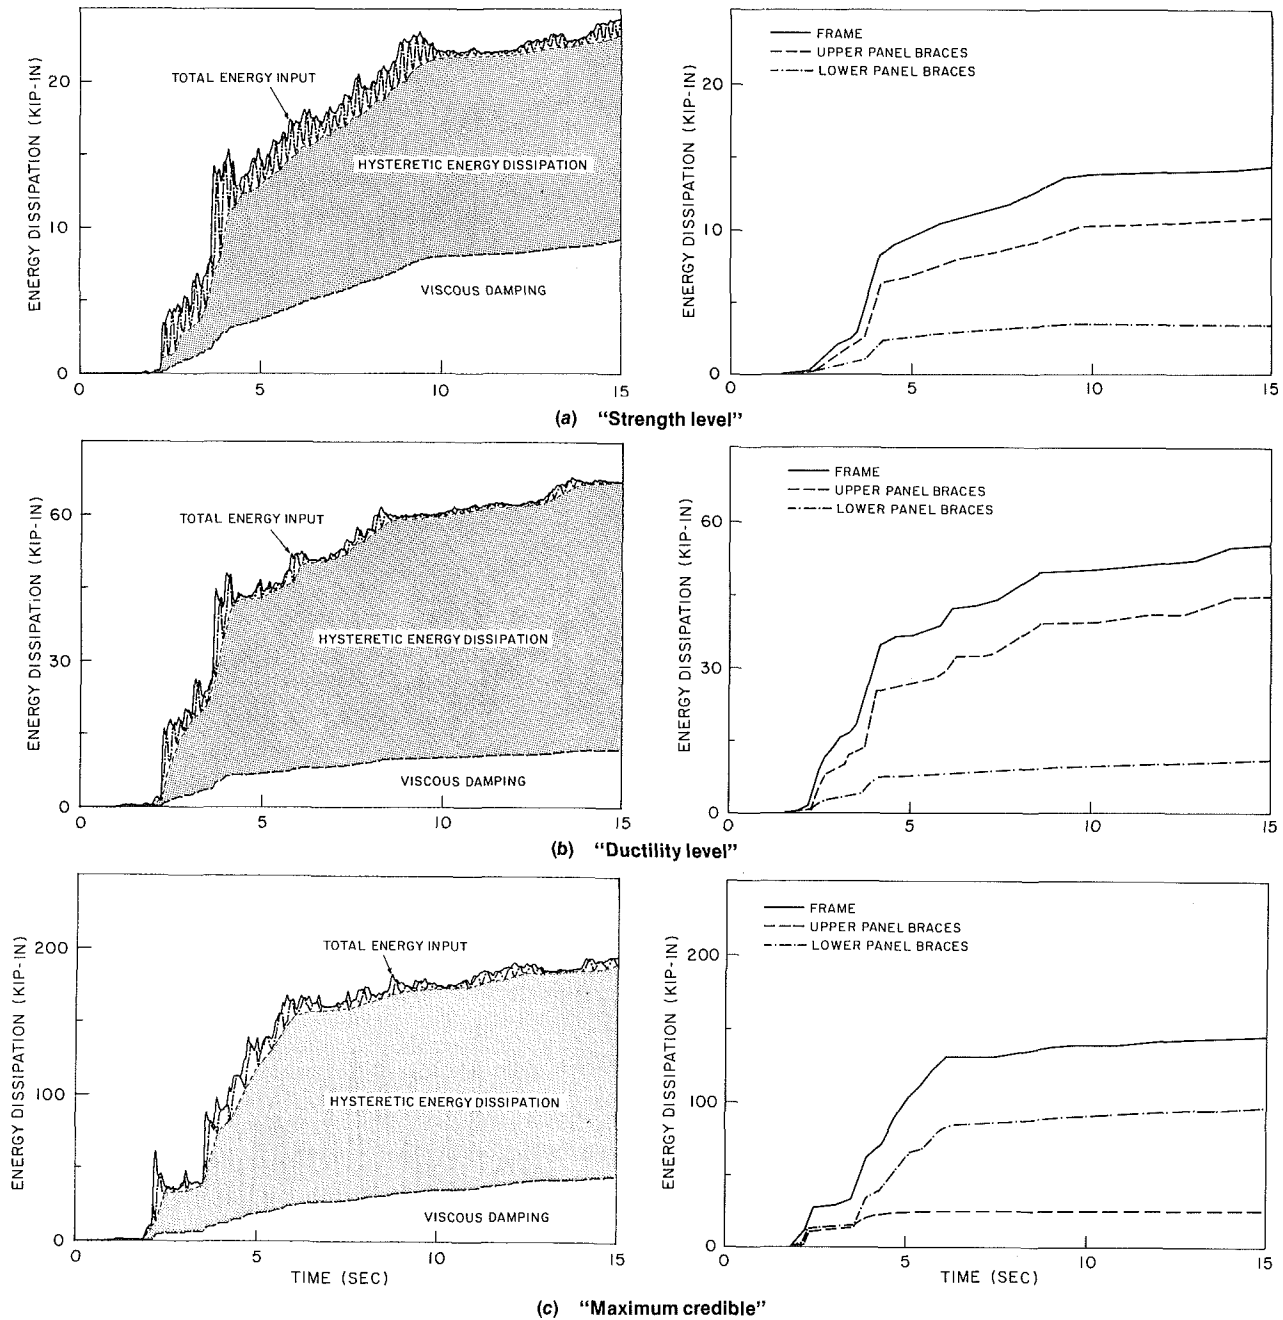 ENERGY DISSIPATION (KIP-IN)
20
10
0
TOTAL ENERGY INPUT
HYSTERETIC ENERGY DISSIPATION
VISCOUS DAMPING
0 5 10 15
ENERGY DISSIPATION (KIP-IN)
20
10
0
FRAME
UPPER PANEL BRACES
LOWER PANEL BRACES
0 5 10 15
(a) "Strength level"
ENERGY DISSIPATION (KIP-IN)
60
30
0
TOTAL ENERGY INPUT
HYSTERETIC ENERGY DISSIPATION
VISCOUS DAMPING
0 5 10 15
ENERGY DISSIPATION (KIP-IN)
60
30
0
FRAME
UPPER PANEL BRACES
LOWER PANEL BRACES
0 5 10 15
(b) "Ductility level"
ENERGY DISSIPATION (KIP-IN)
200
100
0
TOTAL ENERGY INPUT
HYSTERETIC ENERGY DISSIPATION
VISCOUS DAMPING
0 5 10 15
TIME (SEC)
ENERGY DISSIPATION (KIP-IN)
200
100
0
FRAME
UPPER PANEL BRACES
LOWER PANEL BRACES
0 5 10 15
TIME (SEC)
(c) "Maximum credible"